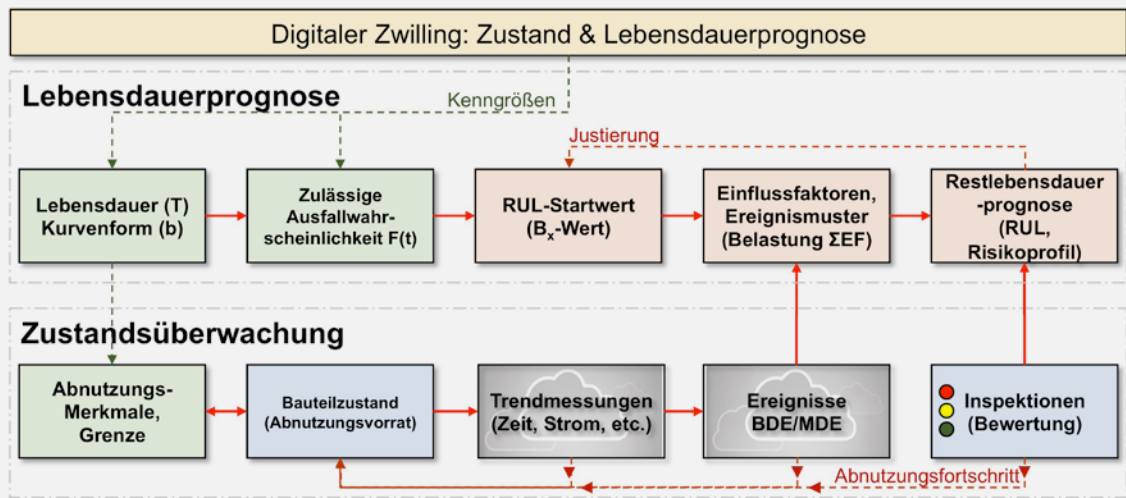 Digitaler Zwilling: Zustand & Lebensdauerprognose
Lebensdauerprognose
Kenngrößen
Justierung
Lebensdauer (T)
Kurvenform (b)
Zulässige
Ausfallwahr-
scheinlichkeit F(t)
RUL-Startwert
(Bₓ-Wert)
Einflussfaktoren,
Ereignismuster
(Belastung ΣEF)
Restlebensdauer
-prognose
(RUL,
Risikoprofil)
Zustandsüberwachung
Abnutzungs-
Merkmale,
Grenze
Bauteilzustand
(Abnutzungsvorrat)
Trendmessungen
(Zeit, Strom, etc.)
Ereignisse
BDE/MDE
Inspektionen
(Bewertung)
Abnutzungsfortschritt